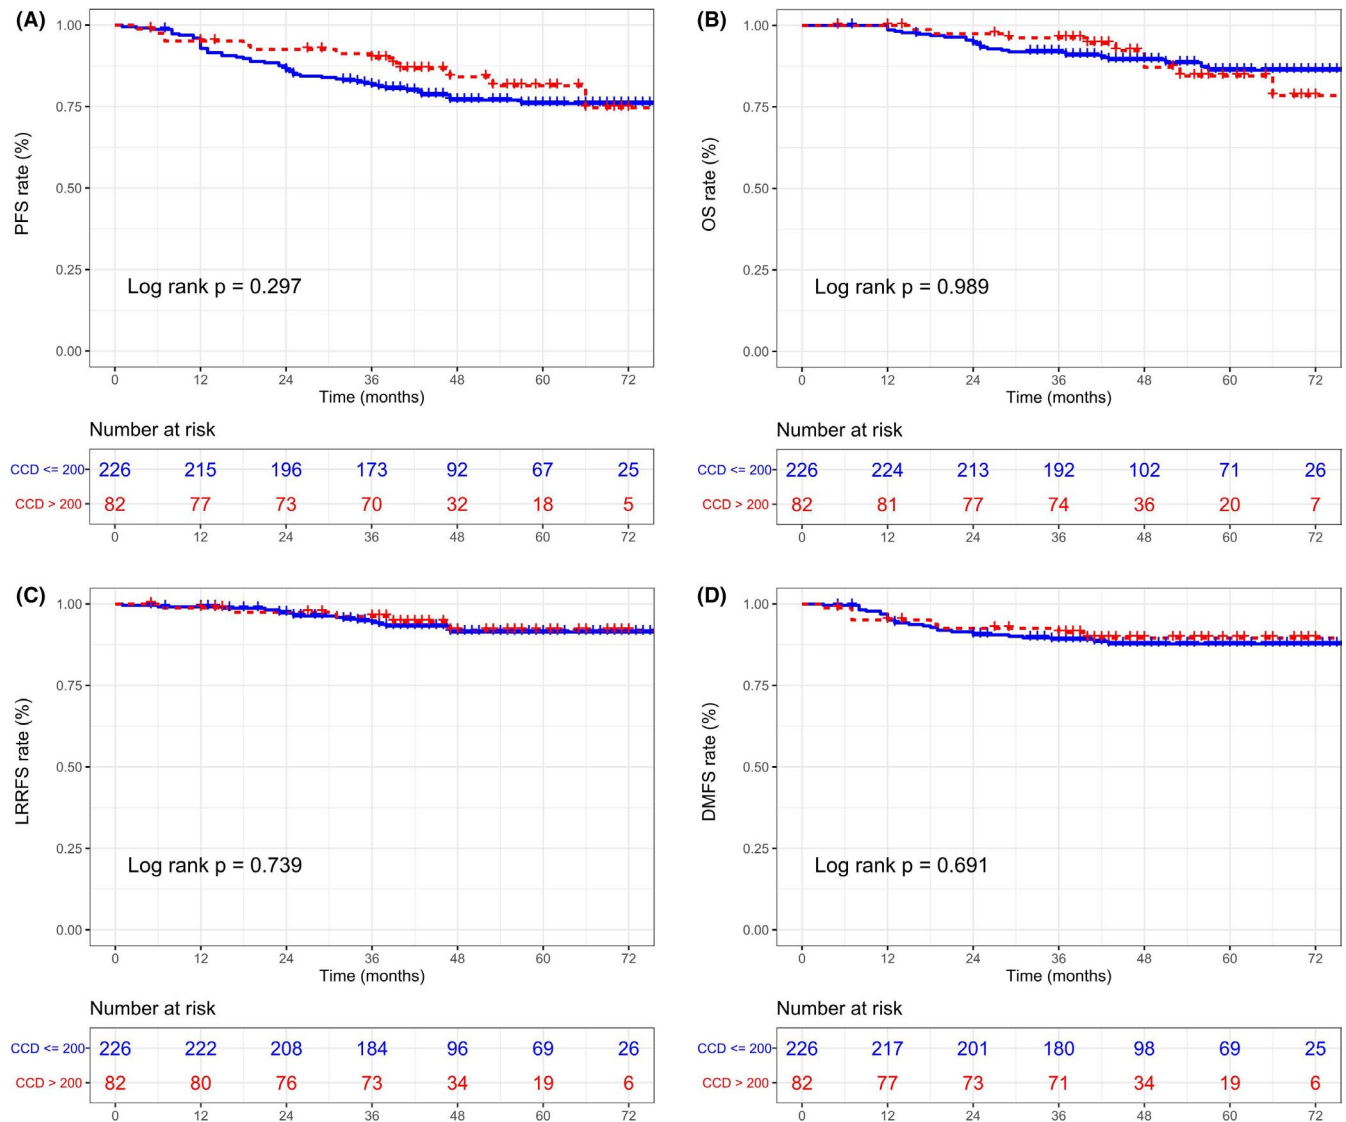 (A)
1.00
0.75
0.50
0.25
0.00
PFS rate (%)
Log rank p = 0.297
0 12 24 36 48 60 72
Time (months)
Number at risk
CCD <= 200 226 215 196 173 92 67 25
CCD > 200 82 77 73 70 32 18 5
0 12 24 36 48 60 72
(B)
1.00
0.75
0.50
0.25
0.00
OS rate (%)
Log rank p = 0.989
0 12 24 36 48 60 72
Time (months)
Number at risk
CCD <= 200 226 224 213 192 102 71 26
CCD > 200 82 81 77 74 36 20 7
0 12 24 36 48 60 72
(C)
1.00
0.75
0.50
0.25
0.00
LRRFS rate (%)
Log rank p = 0.739
0 12 24 36 48 60 72
Time (months)
Number at risk
CCD <= 200 226 222 208 184 96 69 26
CCD > 200 82 80 76 73 34 19 6
0 12 24 36 48 60 72
(D)
1.00
0.75
0.50
0.25
0.00
DMFS rate (%)
Log rank p = 0.691
0 12 24 36 48 60 72
Time (months)
Number at risk
CCD <= 200 226 217 201 180 98 69 25
CCD > 200 82 77 73 71 34 19 6
0 12 24 36 48 60 72